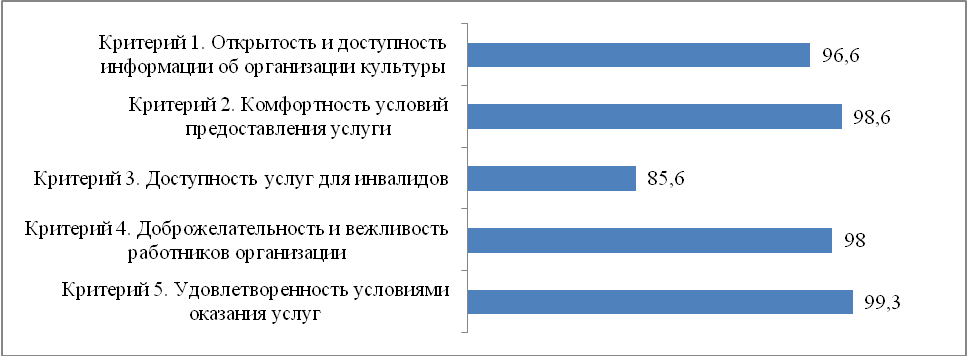 Критерий 1. Открытость и доступность
информации об организации культуры
96,6
Критерий 2. Комфортность условий
предоставления услуги
98,6
Критерий 3. Доступность услуг для инвалидов
85,6
Критерий 4. Доброжелательность и вежливость
работников организации
98
Критерий 5. Удовлетворенность условиями
оказания услуг
99,3